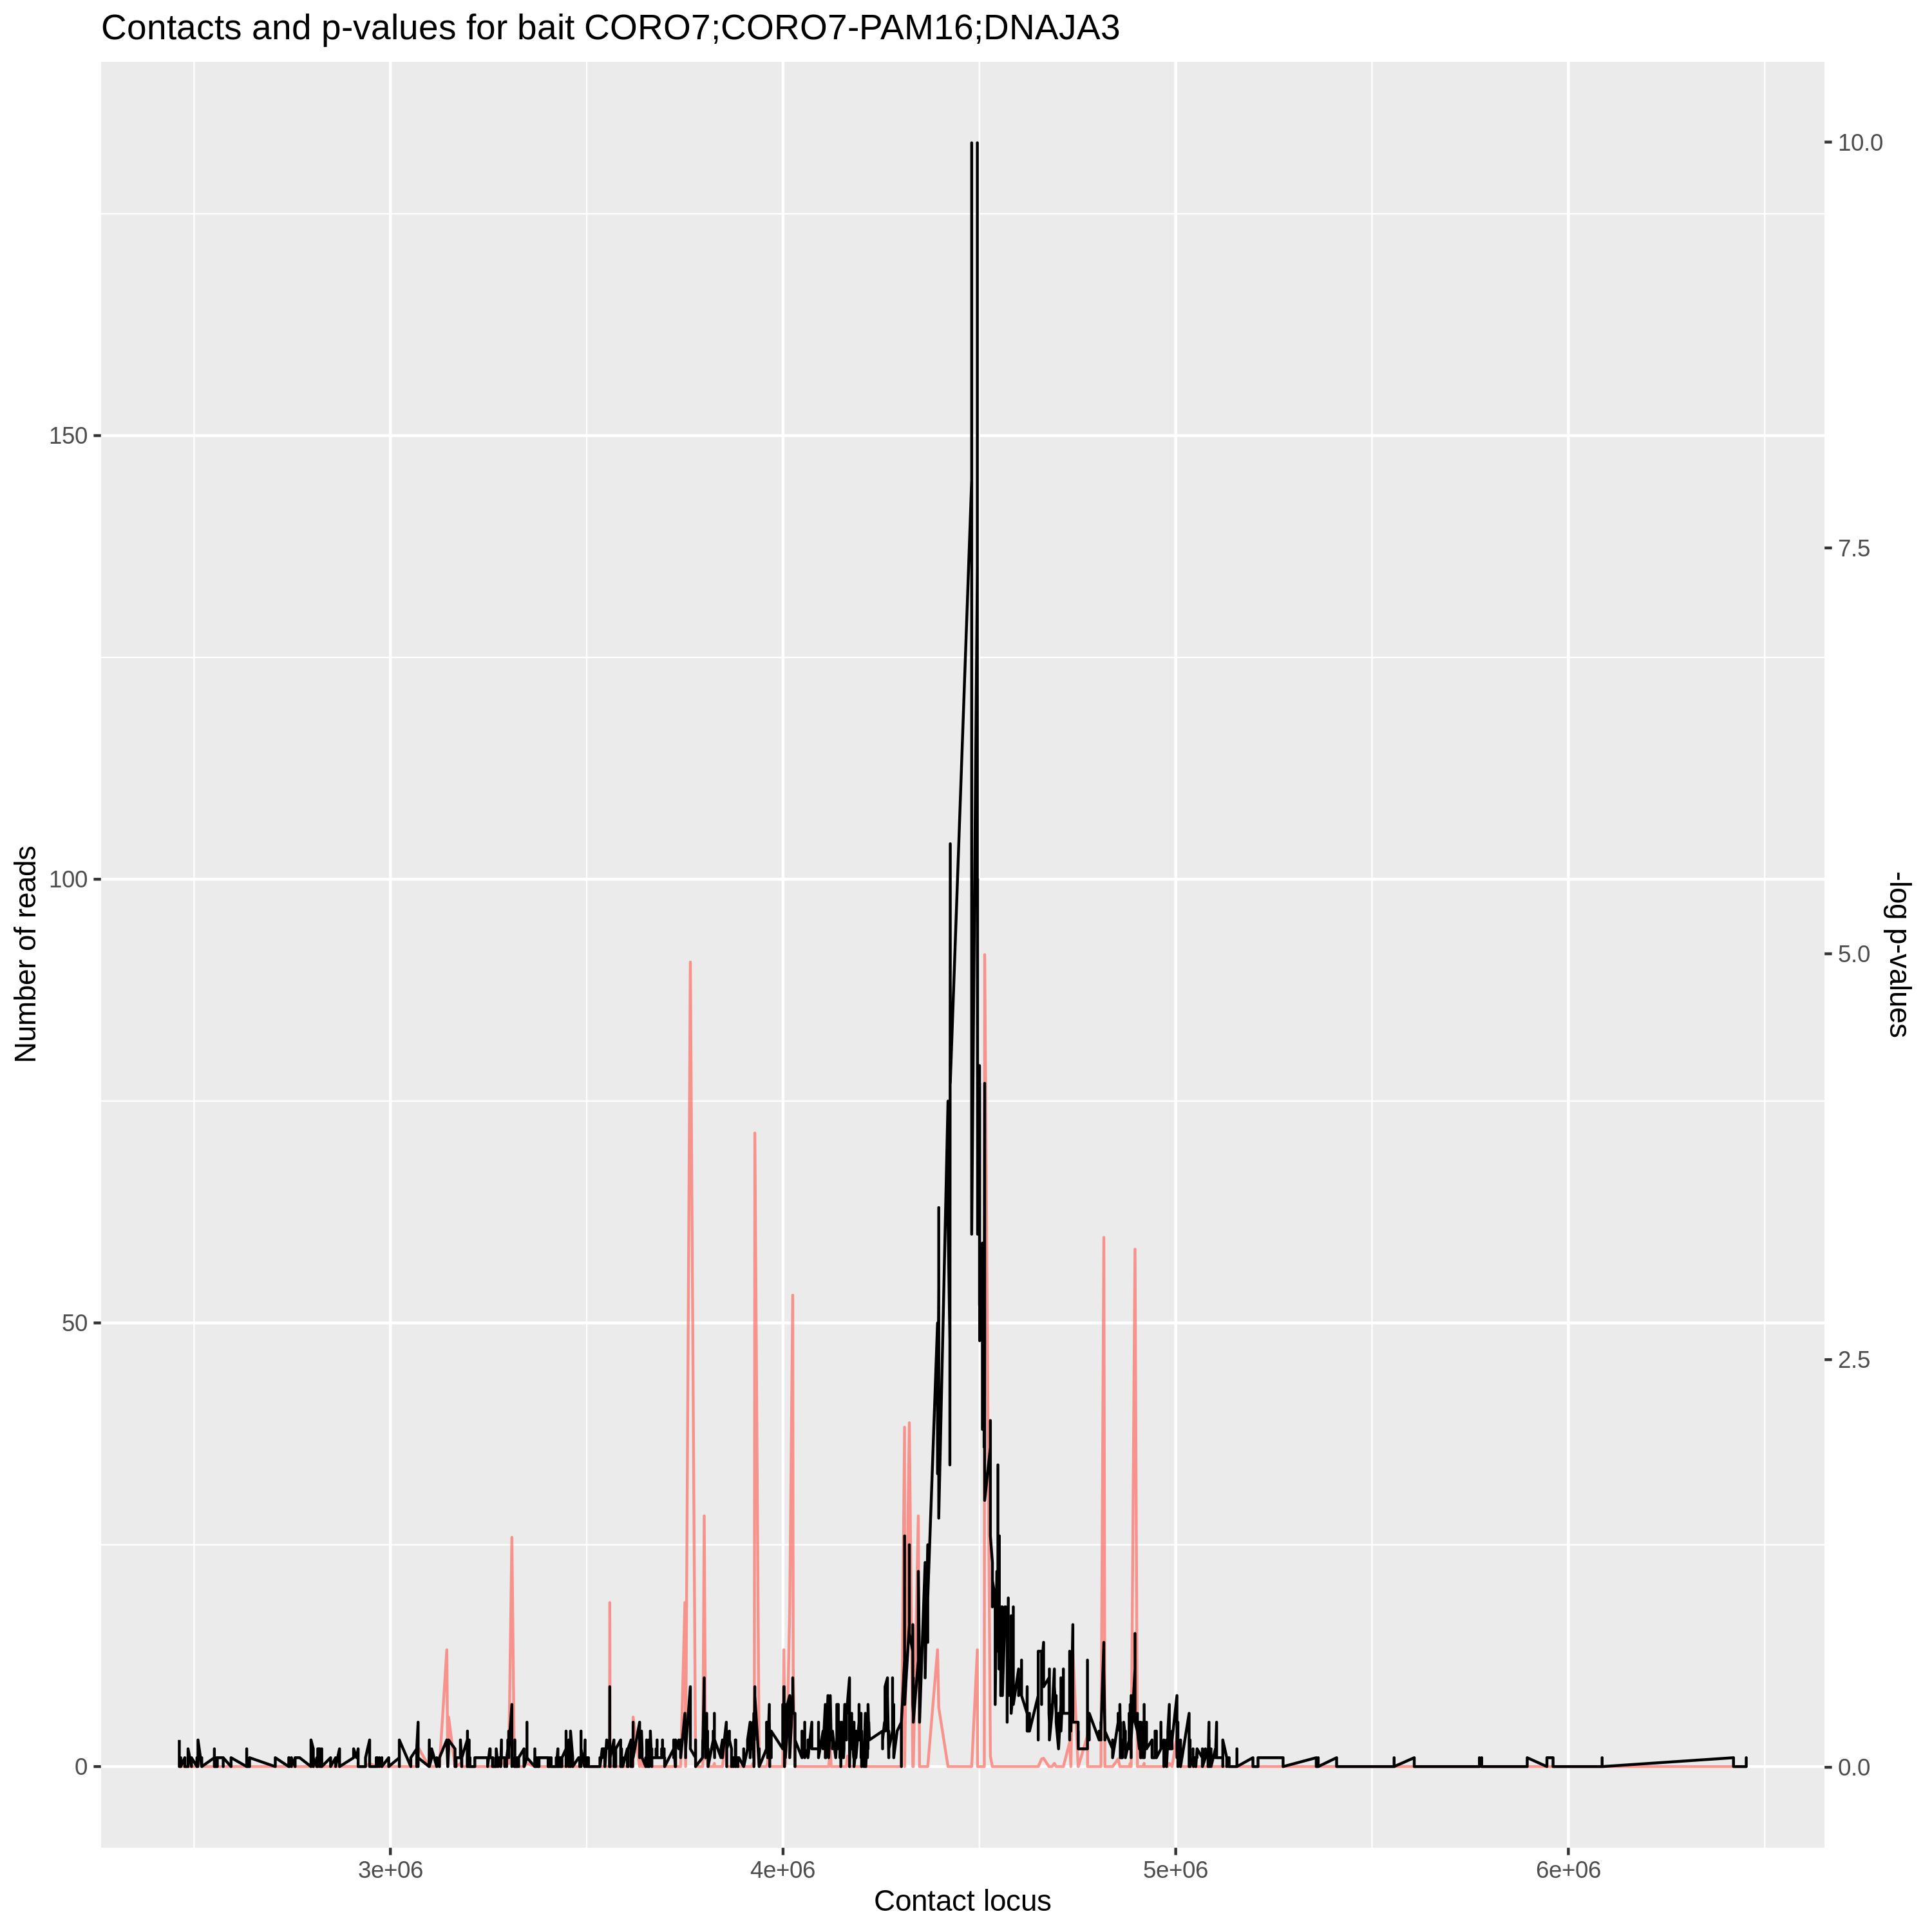 Contacts and p-values for bait CORO7;CORO7-PAM16;DNAJA3
Number of reads
150
100
50
0
10.0
7.5
5.0
2.5
0.0
-log p-values
3e+06 4e+06 5e+06 6e+06
Contact locus